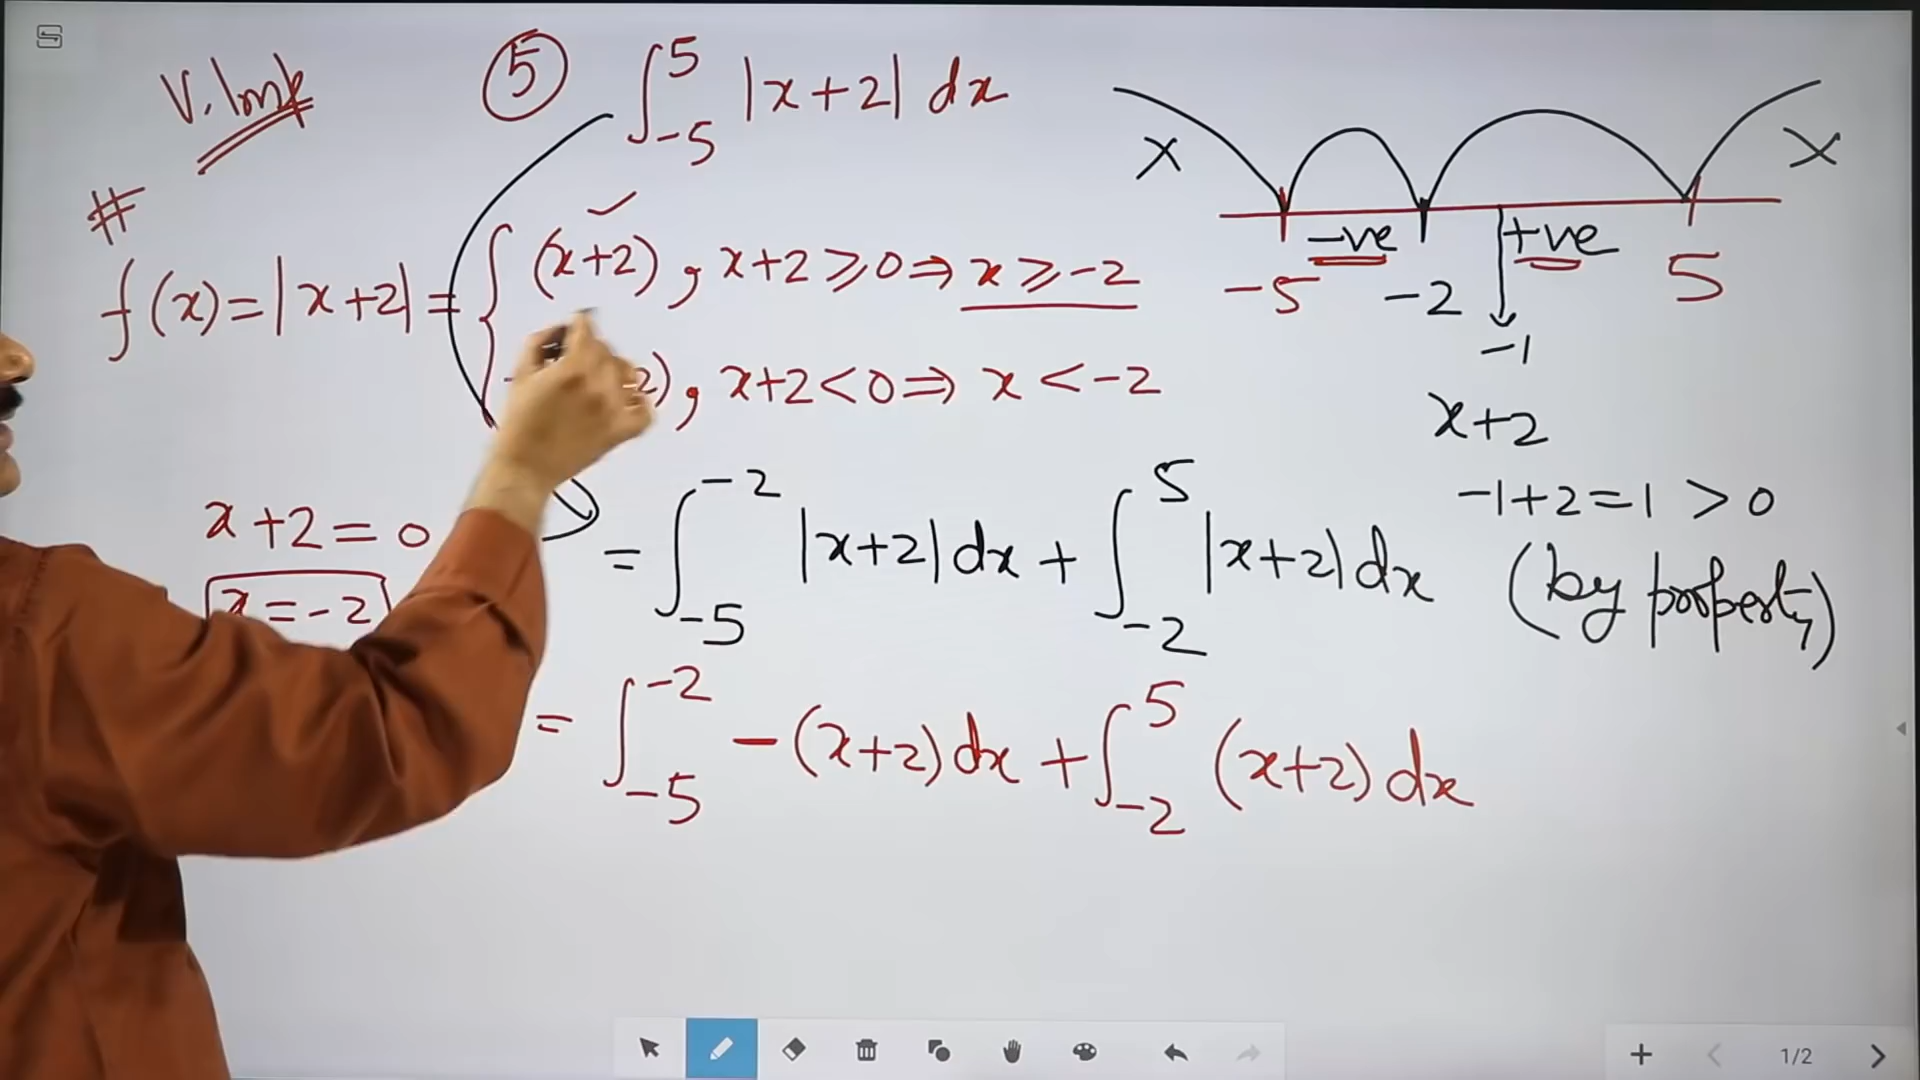 V. Imp
⑤ ∫_{-5}^{5} |x+2| dx
#
f(x) = |x+2| = { (x+2), x+2 ⩾ 0 ⇒ x ⩾ -2
2), x+2 < 0 ⇒ x < -2
x x
-ve +ve
-5 -2 5
-1
x+2
-1+2=1 > 0
x+2=0
x=-2
= ∫_{-5}^{-2} |x+2| dx + ∫_{-2}^{5} |x+2| dx (by property)
= ∫_{-5}^{-2} -(x+2) dx + ∫_{-2}^{5} (x+2) dx
1/2